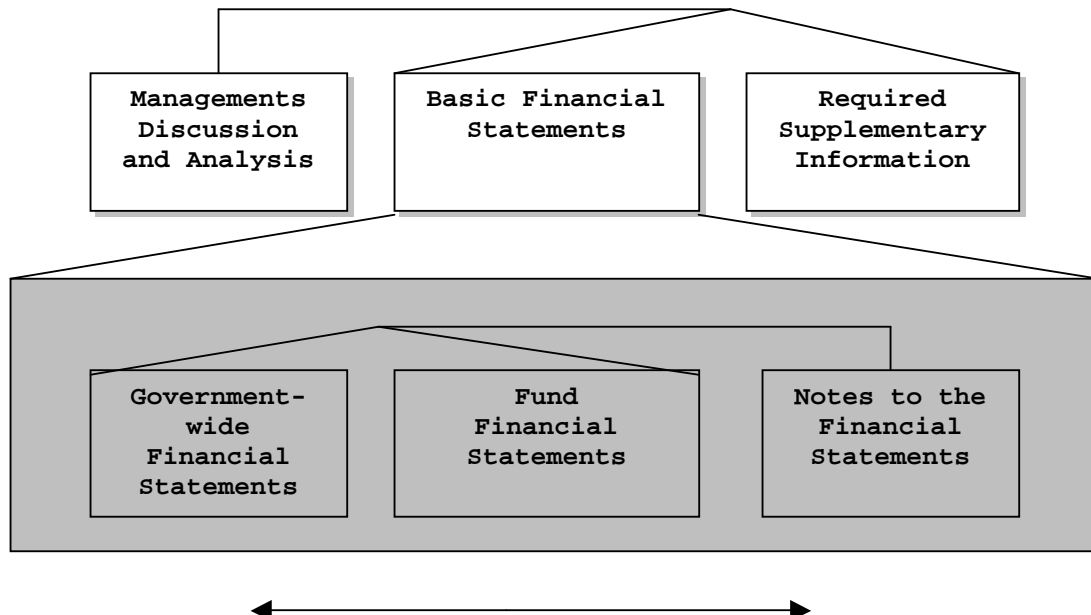 Managements
Discussion
and Analysis
Basic Financial
Statements
Required
Supplementary
Information
Government-
wide
Financial
Statements
Fund
Financial
Statements
Notes to the
Financial
Statements